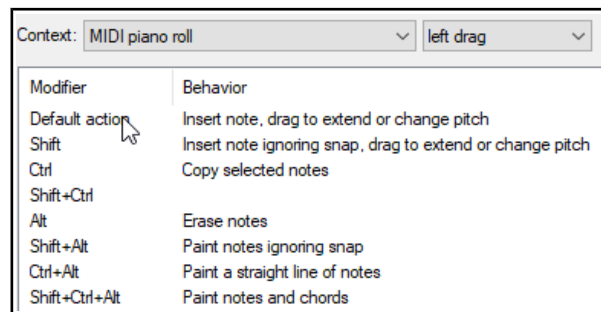 Context: MIDI piano roll left drag
Modifier Behavior
Default action Insert note, drag to extend or change pitch
Shift Insert note ignoring snap, drag to extend or change pitch
Ctrl Copy selected notes
Shift+Ctrl
Alt Erase notes
Shift+Alt Paint notes ignoring snap
Ctrl+Alt Paint a straight line of notes
Shift+Ctrl+Alt Paint notes and chords